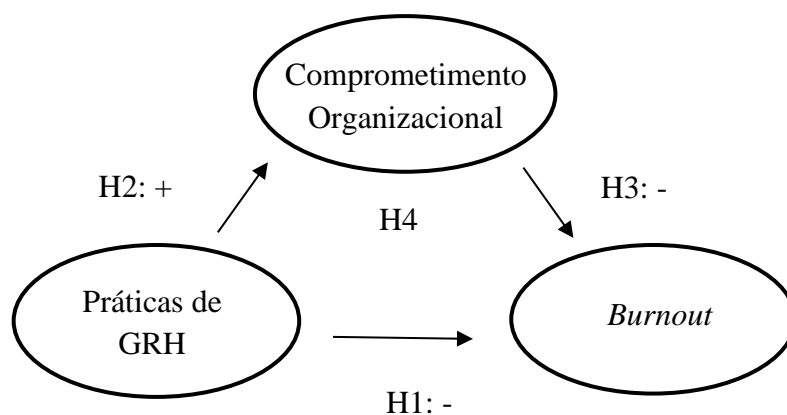 Comprometimento
Organizacional
H2: +
H3: -
H4
Práticas de
GRH
Burnout
H1: -